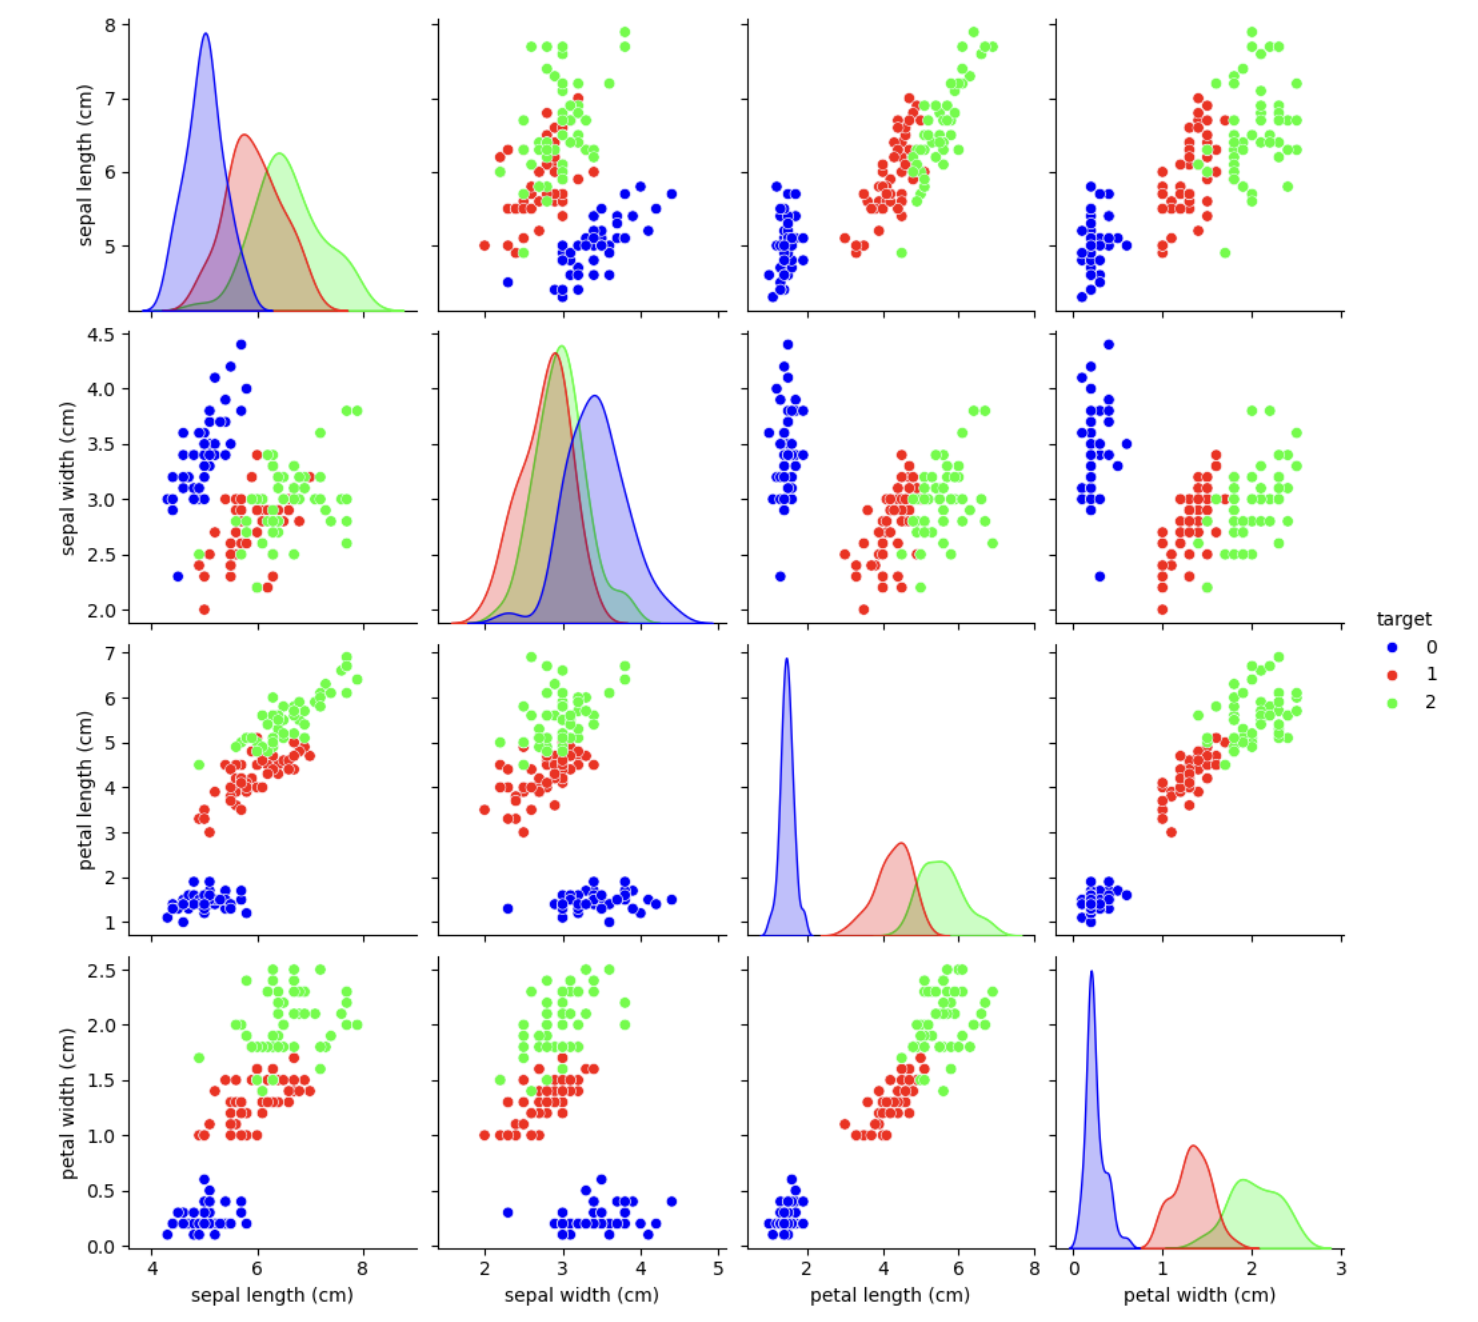 8
7
6
5
sepal length (cm)
4.5
4.0
3.5
3.0
2.5
2.0
sepal width (cm)
target
0
1
2
7
6
5
4
3
2
1
petal length (cm)
2.5
2.0
1.5
1.0
0.5
0.0
petal width (cm)
4 6 8
2 3 4 5
2 4 6 8
0 1 2 3
sepal length (cm)
sepal width (cm)
petal length (cm)
petal width (cm)